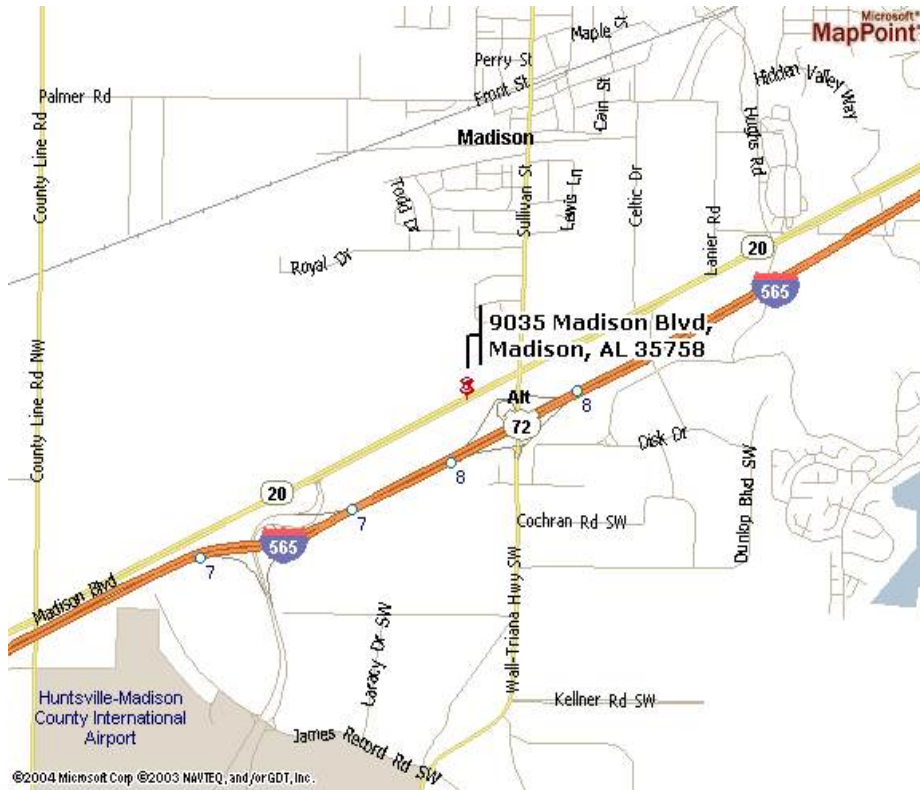 Microsoft®
MapPoint®
Maple St
Perry St
Front St
Cain St
Hidden Valley Way
Hughs Rd
Palmer Rd
County Line Rd
Madison
Todd Dr
Sullivan St
Lewis Ln
Celtic Dr
Lanier Rd
Royal Dr
20
565
9035 Madison Blvd,
Madison, AL 35758
County Line Rd NW
Alt
72
8
Disk Dr
8
20
7
Cochran Rd SW
Dunlop Blvd SW
565
7
Madison Blvd
Laracy Dr SW
Wall-Triana Hwy SW
Huntsville-Madison
County International
Airport
Kellner Rd SW
James Record Rd SW
©2004 Microsoft Corp ©2003 NAVTEQ, and/or GDT, Inc.